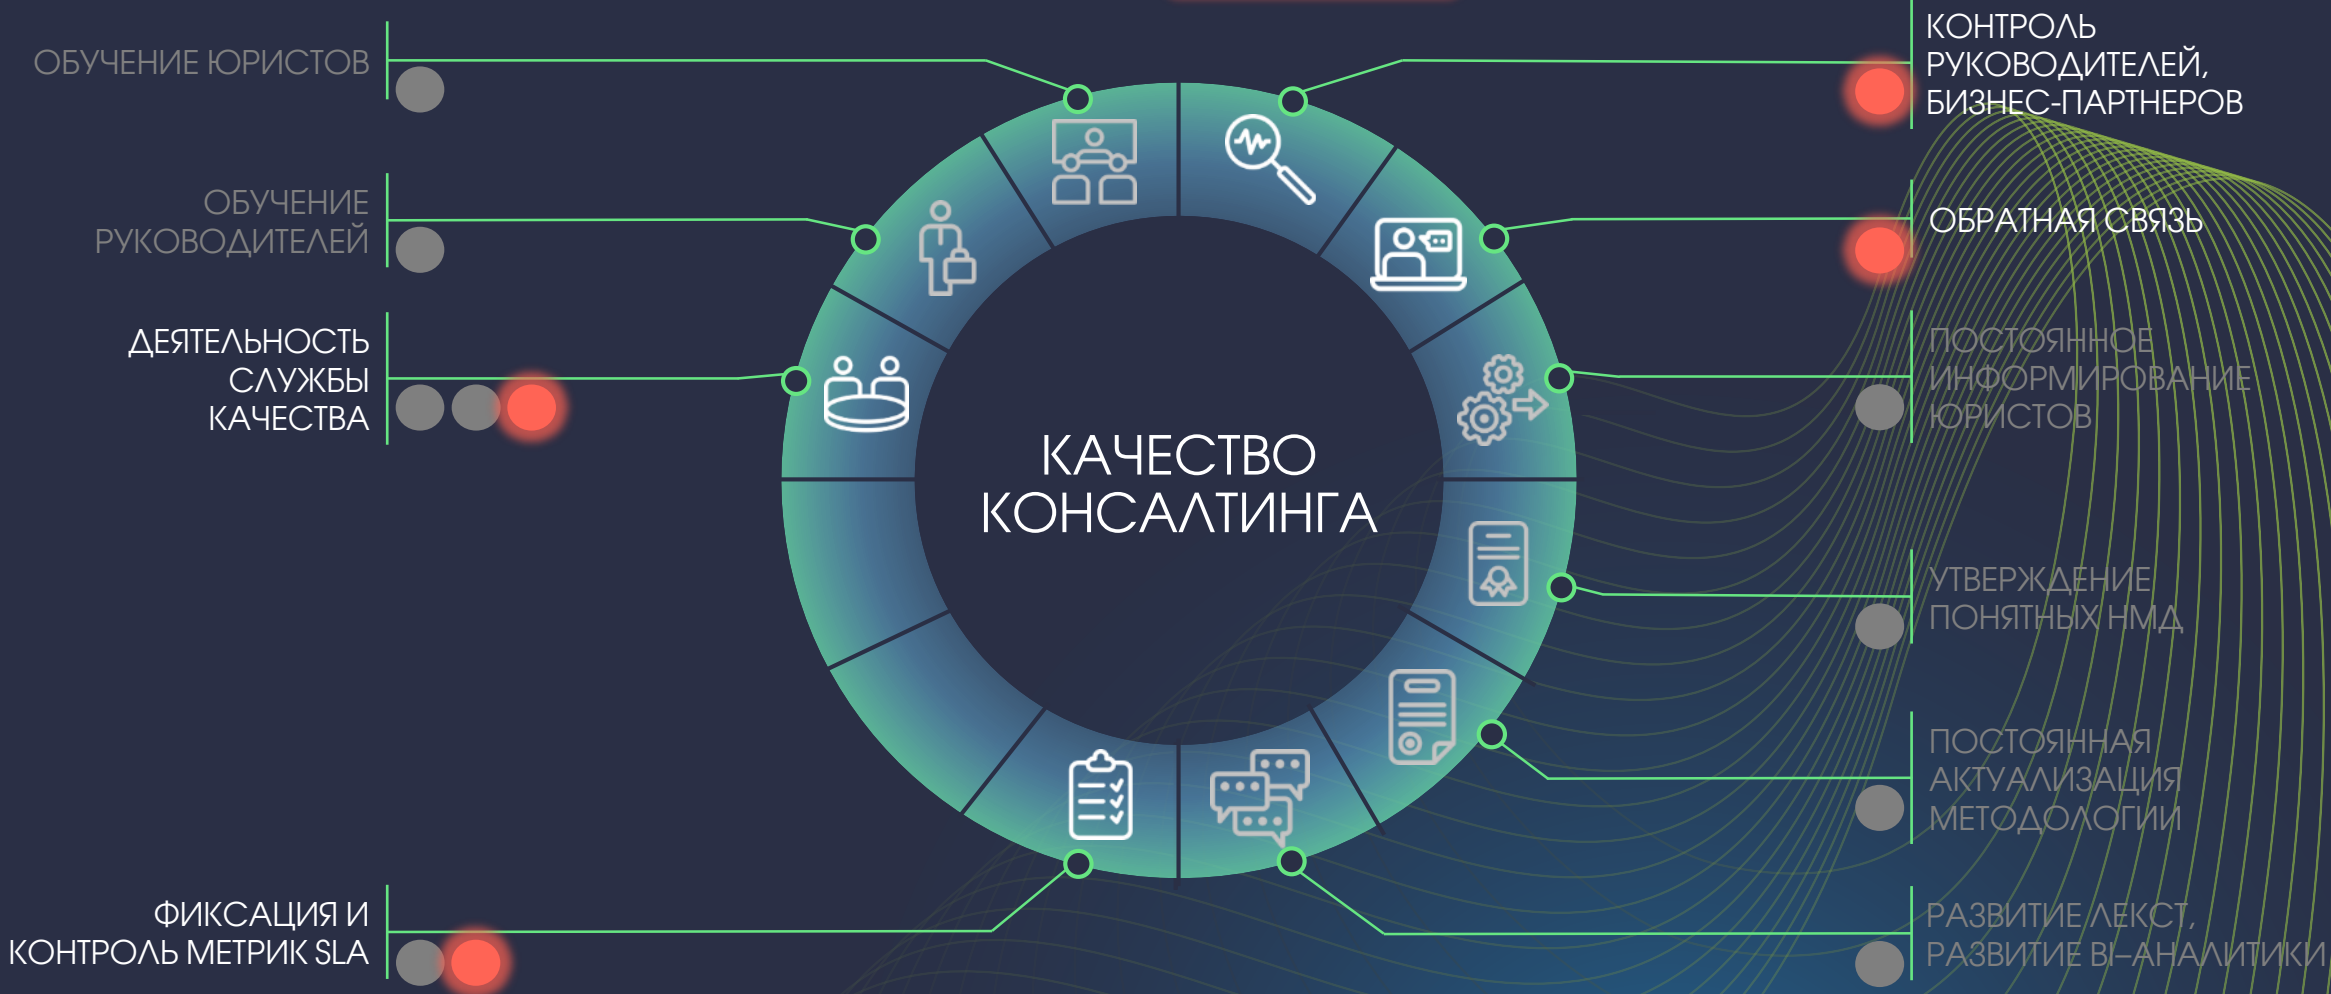 ОБУЧЕНИЕ ЮРИСТОВ
ОБУЧЕНИЕ
РУКОВОДИТЕЛЕЙ
ДЕЯТЕЛЬНОСТЬ
СЛУЖБЫ
КАЧЕСТВА
ФИКСАЦИЯ И
КОНТРОЛЬ МЕТРИК SLA
КАЧЕСТВО
КОНСАЛТИНГА
КОНТРОЛЬ
РУКОВОДИТЕЛЕЙ,
БИЗНЕС-ПАРТНЕРОВ
ОБРАТНАЯ СВЯЗЬ
ПОСТОЯННОЕ
ИНФОРМИРОВАНИЕ
ЮРИСТОВ
УТВЕРЖДЕНИЕ
ПОНЯТНЫХ НМД
ПОСТОЯННАЯ
АКТУАЛИЗАЦИЯ
МЕТОДОЛОГИИ
РАЗВИТИЕ ЛЕКСТ,
РАЗВИТИЕ BI–АНАЛИТИКИ